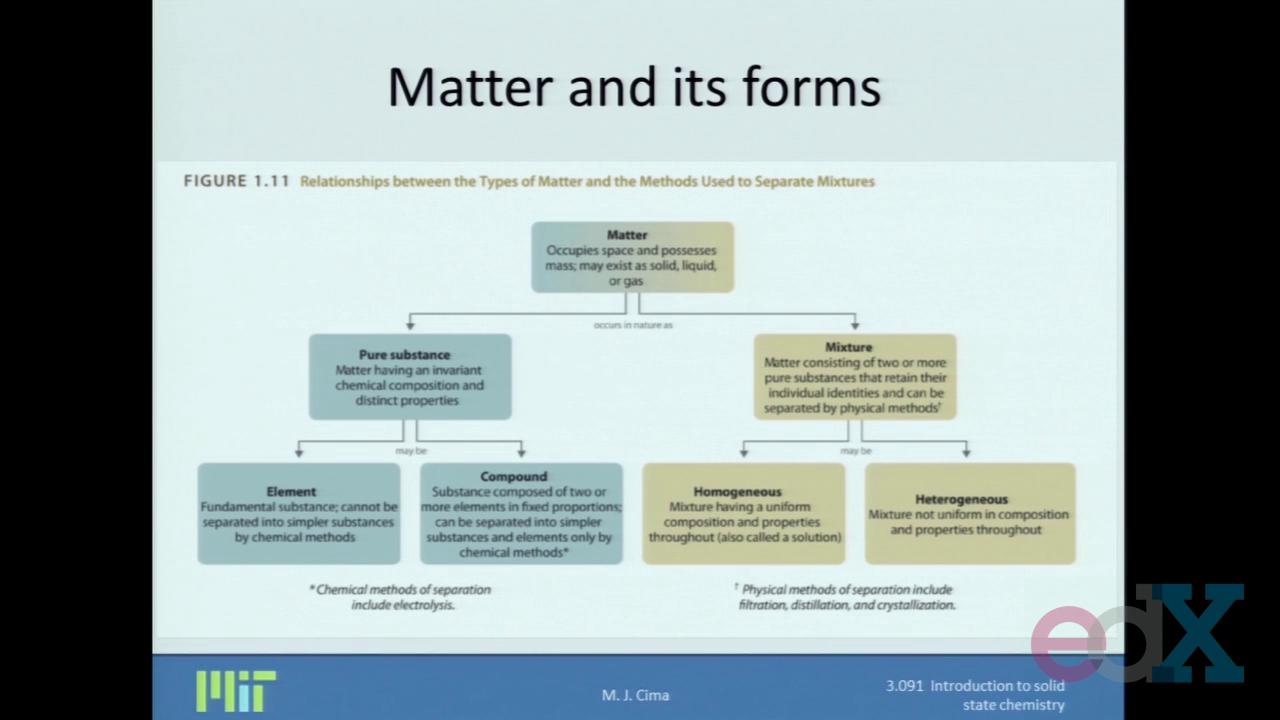 Matter and its forms
FIGURE 1.11 Relationships between the Types of Matter and the Methods Used to Separate Mixtures
Matter
Occupies space and possesses
mass; may exist as solid, liquid,
or gas
occurs in nature as
Pure substance
Matter having an invariant
chemical composition and
distinct properties
Mixture
Matter consisting of two or more
pure substances that retain their
individual identities and can be
separated by physical methods†
may be
may be
Element
Fundamental substance; cannot be
separated into simpler substances
by chemical methods
Compound
Substance composed of two or
more elements in fixed proportions;
can be separated into simpler
substances and elements only by
chemical methods*
Homogeneous
Mixture having a uniform
composition and properties
throughout (also called a solution)
Heterogeneous
Mixture not uniform in composition
and properties throughout
* Chemical methods of separation
include electrolysis.
† Physical methods of separation include
filtration, distillation, and crystallization.
edX
MIT
M. J. Cima
3.091 Introduction to solid
state chemistry